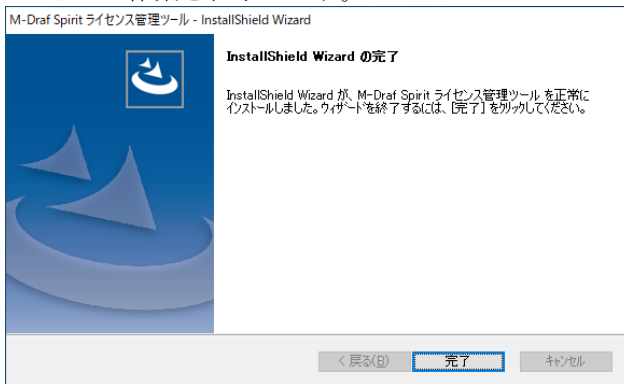 M-Draf Spirit ライセンス管理ツール - InstallShield Wizard
InstallShield Wizard の完了
InstallShield Wizard が、M-Draf Spirit ライセンス管理ツール を正常に
インストールしました。ウィザードを終了するには、[完了] をクリックしてください。
< 戻る(B)
完了
キャンセル